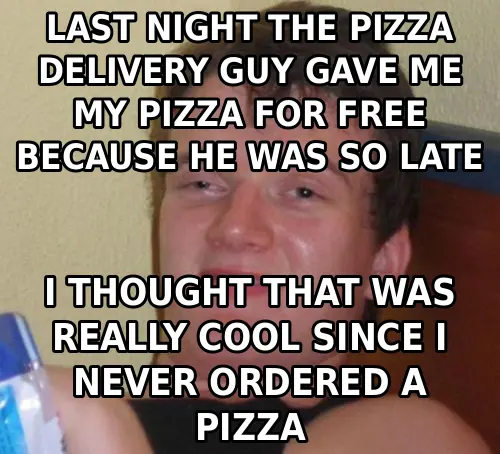 LAST NIGHT THE PIZZA
DELIVERY GUY GAVE ME
MY PIZZA FOR FREE
BECAUSE HE WAS SO LATE
I THOUGHT THAT WAS
REALLY COOL SINCE I
NEVER ORDERED A
PIZZA